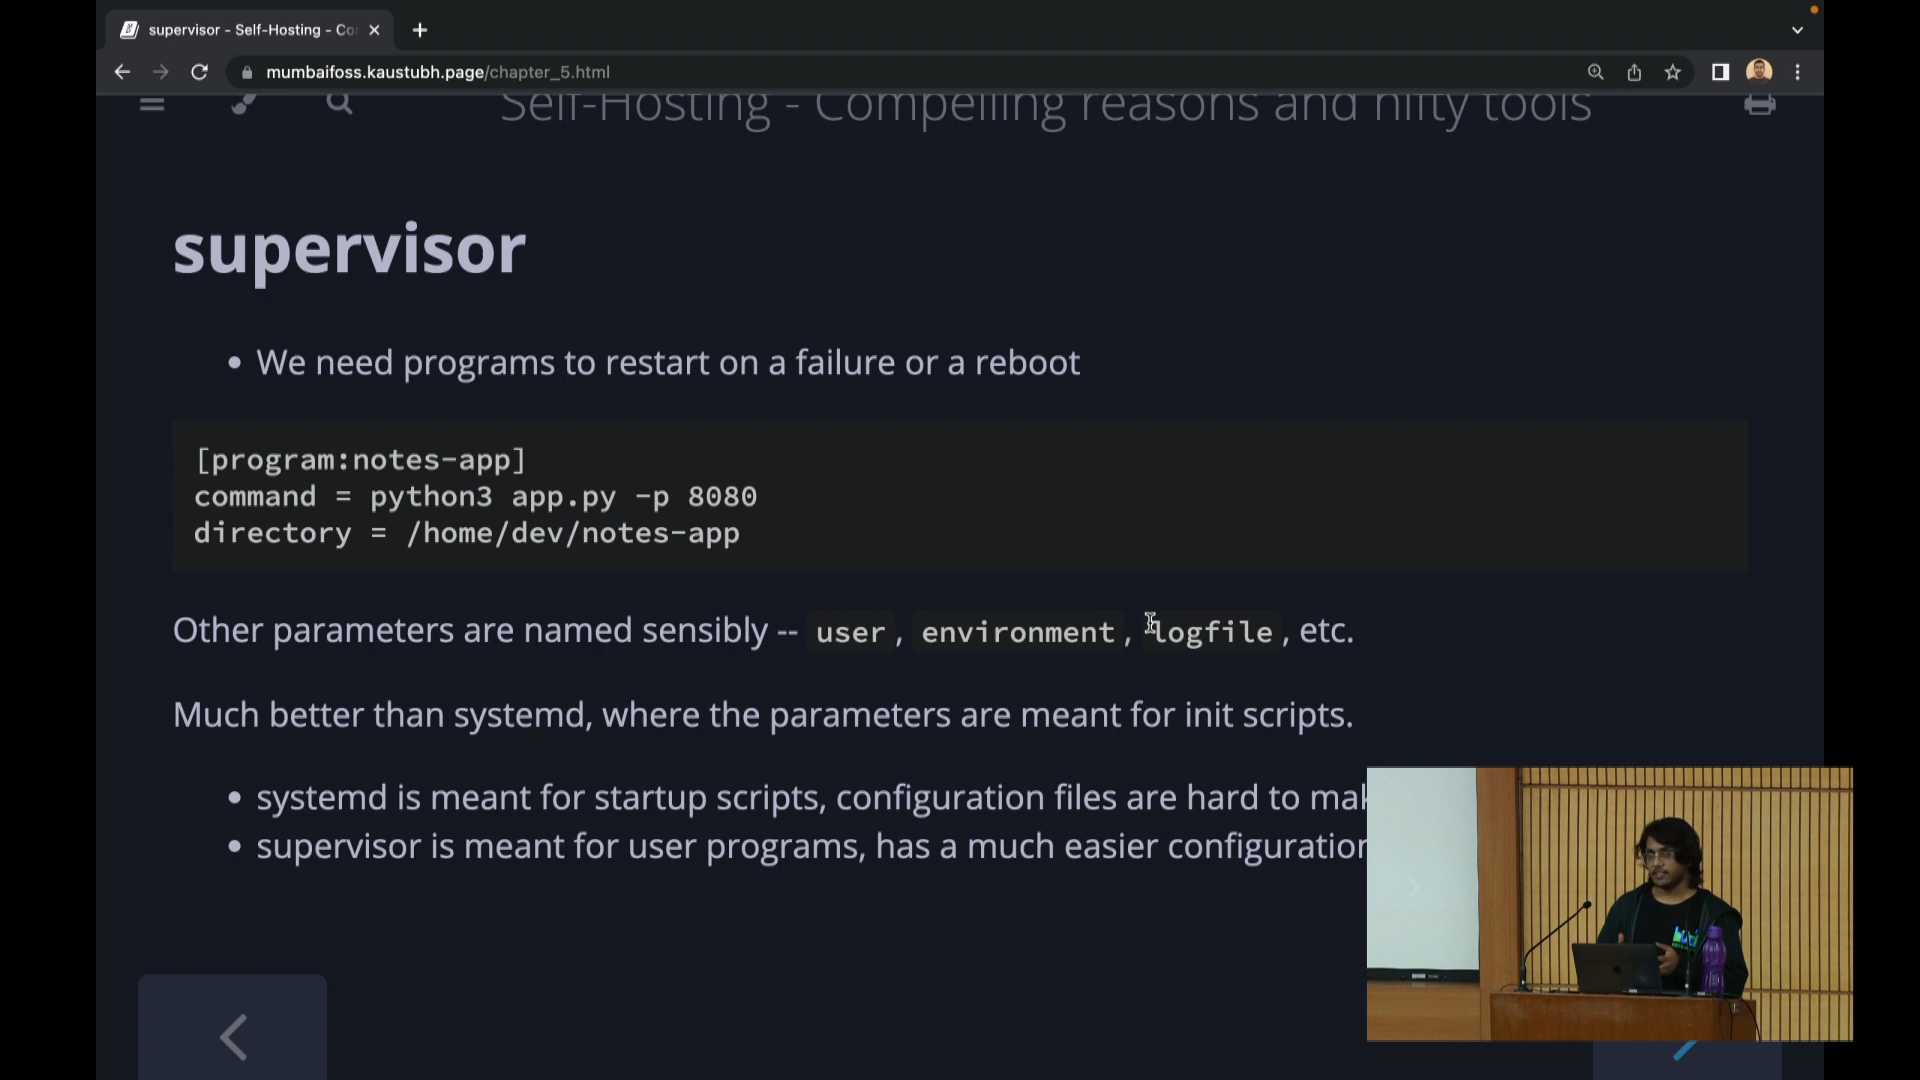 supervisor - Self-Hosting - Co
mumbaifoss.kaustubh.page/chapter_5.html
Self-Hosting - Compelling reasons and nifty tools
supervisor
• We need programs to restart on a failure or a reboot
[program:notes-app]
command = python3 app.py -p 8080
directory = /home/dev/notes-app
Other parameters are named sensibly -- user, environment, logfile, etc.
Much better than systemd, where the parameters are meant for init scripts.
• systemd is meant for startup scripts, configuration files are hard to mak
• supervisor is meant for user programs, has a much easier configuration